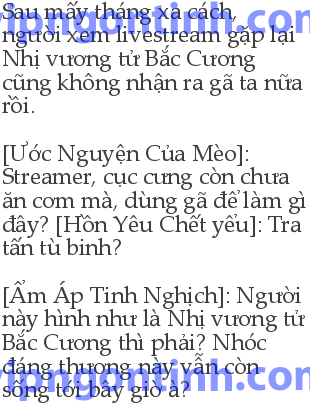 Sau mấy tháng xa cách,
người xem livestream gặp lại
Nhị vương tử Bắc Cương
cũng không nhận ra gã ta nữa
rồi.
[Ước Nguyện Của Mèo]:
Streamer, cục cưng còn chưa
ăn cơm mà, dùng gã để làm gì
đây? [Hồn Yêu Chết yểu]: Tra
tấn tù binh?
[Ẩm Áp Tinh Nghịch]: Người
này hình như là Nhị vương tử
Bắc Cương thì phải? Nhóc
đáng thương này vẫn còn
sống tới bây giờ à?
vipngontinh.com
vipngontinh.com